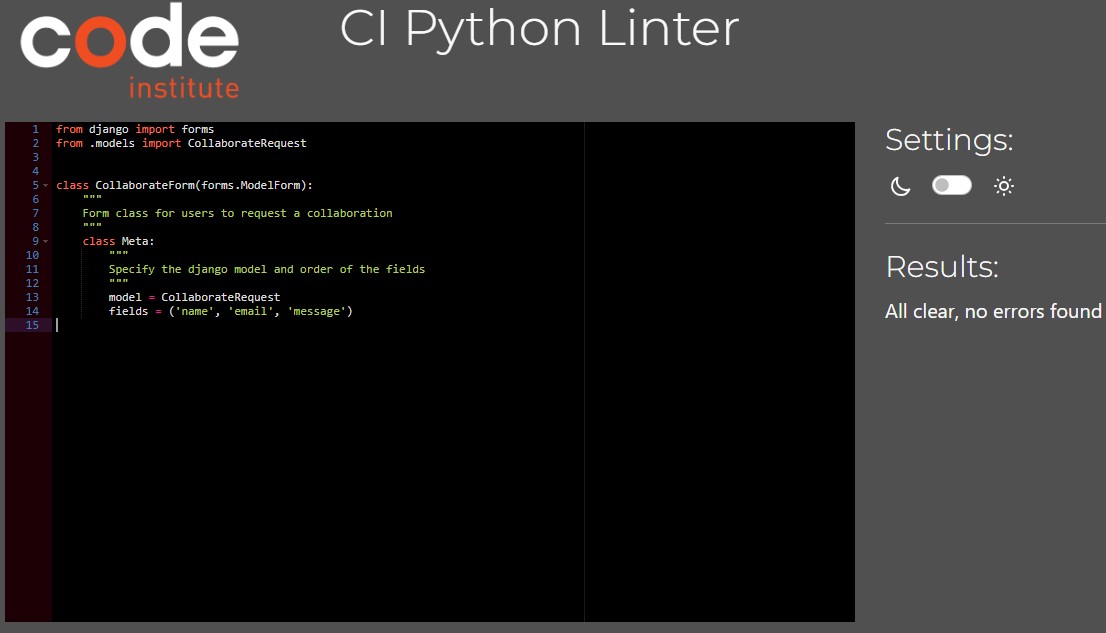 code
institute
CI Python Linter
1 from django import forms
2 from .models import CollaborateRequest
3
4
5 class CollaborateForm(forms.ModelForm):
6     """
7     Form class for users to request a collaboration
8     """
9     class Meta:
10         """
11         Specify the django model and order of the fields
12         """
13         model = CollaborateRequest
14         fields = ('name', 'email', 'message')
15
Settings:
Results:
All clear, no errors found